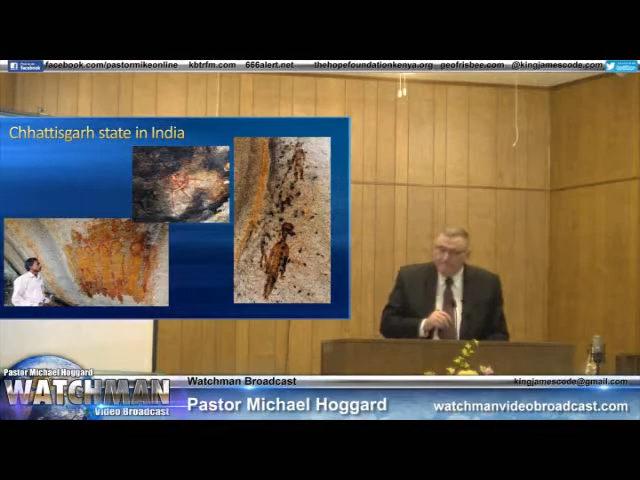 facebook.com/pastormikeonline kbtrfm.com 666alert.net thehopefoundationkenya.org geofrisbee.com @kingjamescode.com
Chhattisgarh state in India
Pastor Michael Hoggard
WATCHMAN
Video Broadcast
Watchman Broadcast
kingjamescode@gmail.com
Pastor Michael Hoggard
watchmanvideobroadcast.com